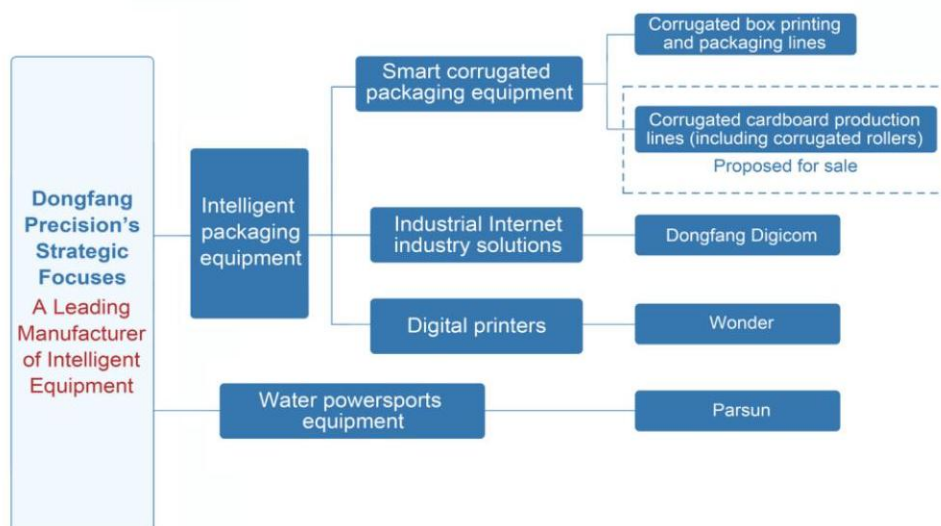 Dongfang
Precision’s
Strategic
Focuses
A Leading
Manufacturer
of Intelligent
Equipment
Intelligent
packaging
equipment
Smart corrugated
packaging equipment
Corrugated box printing
and packaging lines
Corrugated cardboard production
lines (including corrugated rollers)
Proposed for sale
Industrial Internet
industry solutions
Dongfang Digicom
Digital printers
Wonder
Water powersports
equipment
Parsun